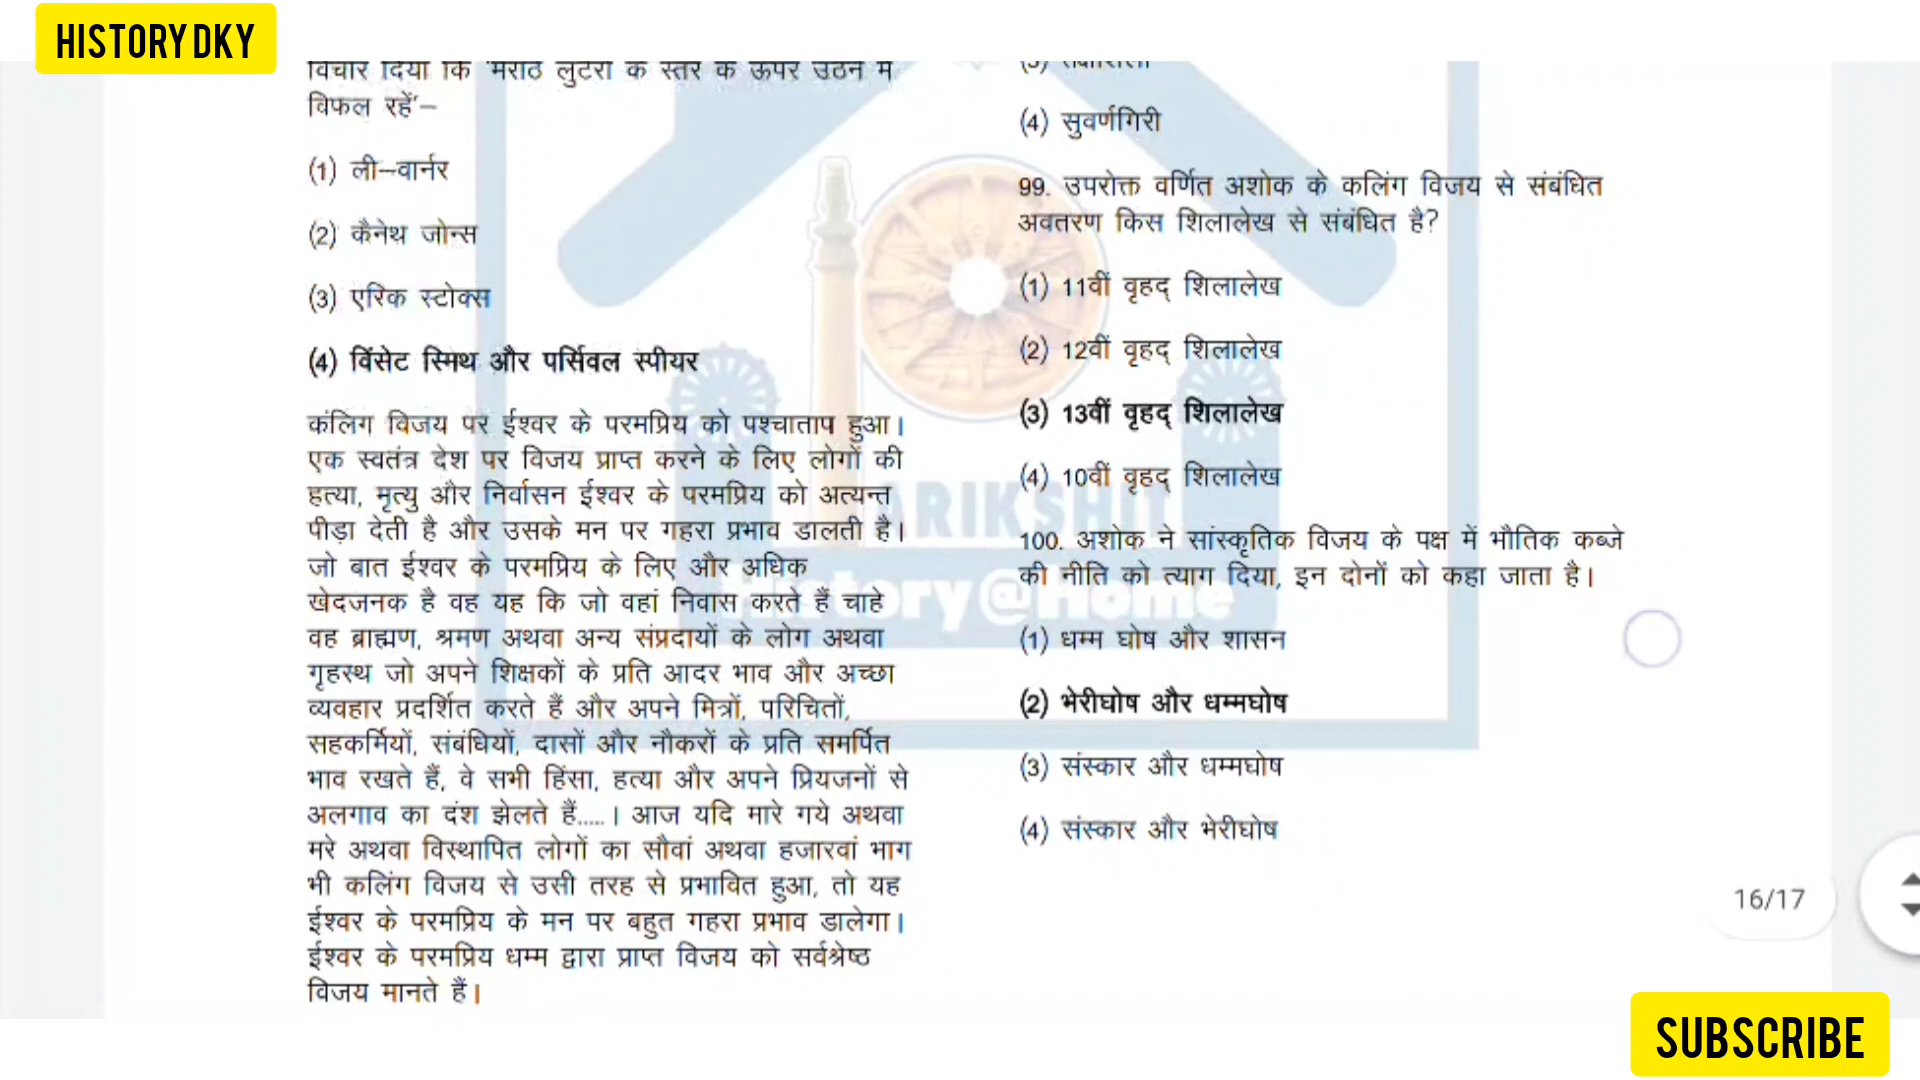 HISTORY DKY
विचार दिया कि 'मराठे लुटेरों के स्तर के ऊपर उठने में
विफल रहें'–
(1) ली–वार्नर
(2) कैनेथ जोन्स
(3) एरिक स्टोक्स
(4) विंसेट स्मिथ और पर्सिवल स्पीयर
कंलिग विजय पर ईश्वर के परमप्रिय को पश्चाताप हुआ।
एक स्वतंत्र देश पर विजय प्राप्त करने के लिए लोगों की
हत्या, मृत्यु और निर्वासन ईश्वर के परमप्रिय को अत्यन्त
पीड़ा देती है और उसके मन पर गहरा प्रभाव डालती है।
जो बात ईश्वर के परमप्रिय के लिए और अधिक
खेदजनक है वह यह कि जो वहां निवास करते हैं चाहे
वह ब्राह्मण, श्रमण अथवा अन्य संप्रदायों के लोग अथवा
गृहस्थ जो अपने शिक्षकों के प्रति आदर भाव और अच्छा
व्यवहार प्रदर्शित करते हैं और अपने मित्रों, परिचितों,
सहकर्मियों, संबंधियों, दासों और नौकरों के प्रति समर्पित
भाव रखते हैं, वे सभी हिंसा, हत्या और अपने प्रियजनों से
अलगाव का दंश झेलते हैं.....। आज यदि मारे गये अथवा
मरे अथवा विस्थापित लोगों का सौवां अथवा हजारवां भाग
भी कलिंग विजय से उसी तरह से प्रभावित हुआ, तो यह
ईश्वर के परमप्रिय के मन पर बहुत गहरा प्रभाव डालेगा।
ईश्वर के परमप्रिय धम्म द्वारा प्राप्त विजय को सर्वश्रेष्ठ
विजय मानते हैं।
(4) सुवर्णगिरी
99. उपरोक्त वर्णित अशोक के कलिंग विजय से संबंधित
अवतरण किस शिलालेख से संबंधित है?
(1) 11वीं वृहद् शिलालेख
(2) 12वीं वृहद् शिलालेख
(3) 13वीं वृहद् शिलालेख
(4) 10वीं वृहद् शिलालेख
100. अशोक ने सांस्कृतिक विजय के पक्ष में भौतिक कब्जे
की नीति को त्याग दिया, इन दोनों को कहा जाता है।
(1) धम्म घोष और शासन
(2) भेरीघोष और धम्मघोष
(3) संस्कार और धम्मघोष
(4) संस्कार और भेरीघोष
ARIKSHIT
History@Home
16/17
SUBSCRIBE